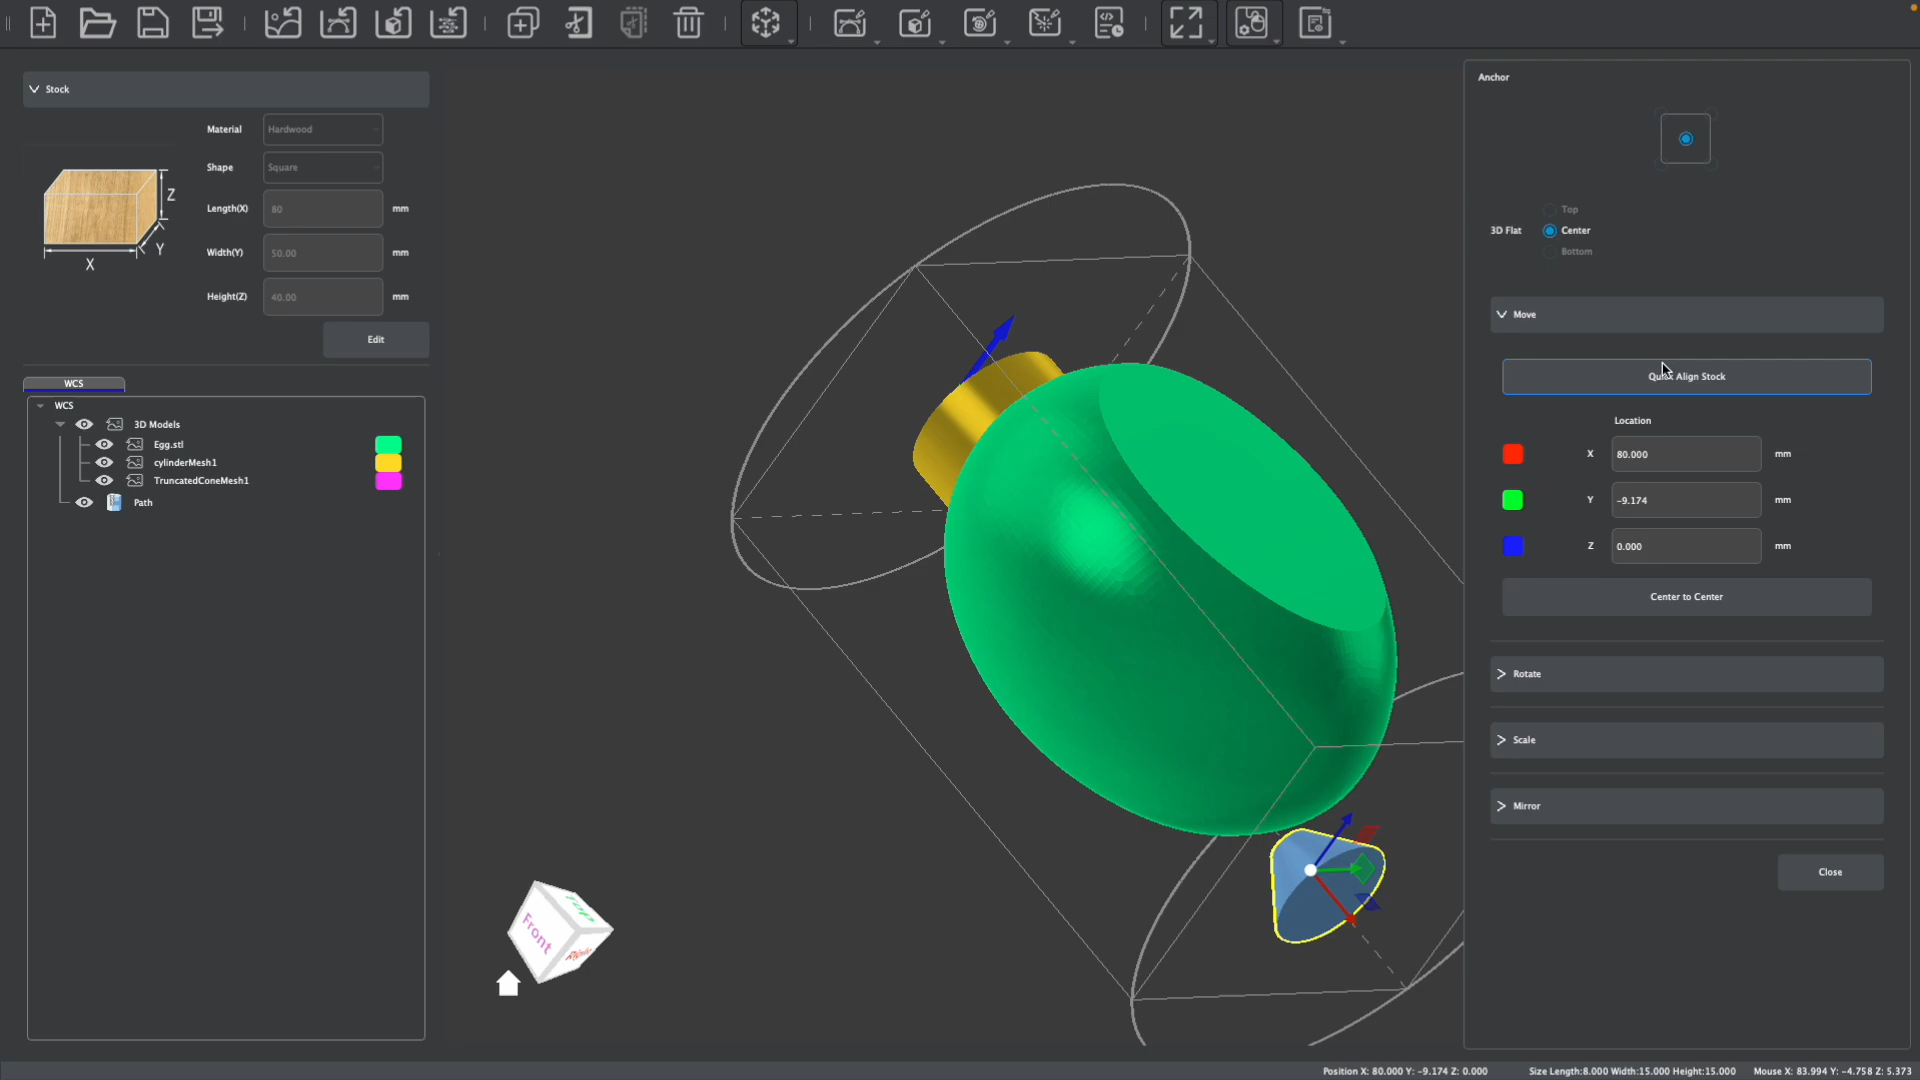 Stock
Material Hardwood
Shape Square
Length(X) 80 mm
Width(Y) 50.00 mm
Height(Z) 40.00 mm
Z
Y
X
Edit
WCS
WCS
3D Models
Egg.stl
cylinderMesh1
TruncatedConeMesh1
Path
Top
Front
Anchor
Top
3D Flat Center
Bottom
Move
Quick Align Stock
Location
X 80.000 mm
Y -9.174 mm
Z 0.000 mm
Center to Center
Rotate
Scale
Mirror
Close
Position X: 80.000 Y: -9.174 Z: 0.000 Size Length:8.000 Width:15.000 Height:15.000 Mouse X: 83.994 Y: -4.758 Z: 5.373